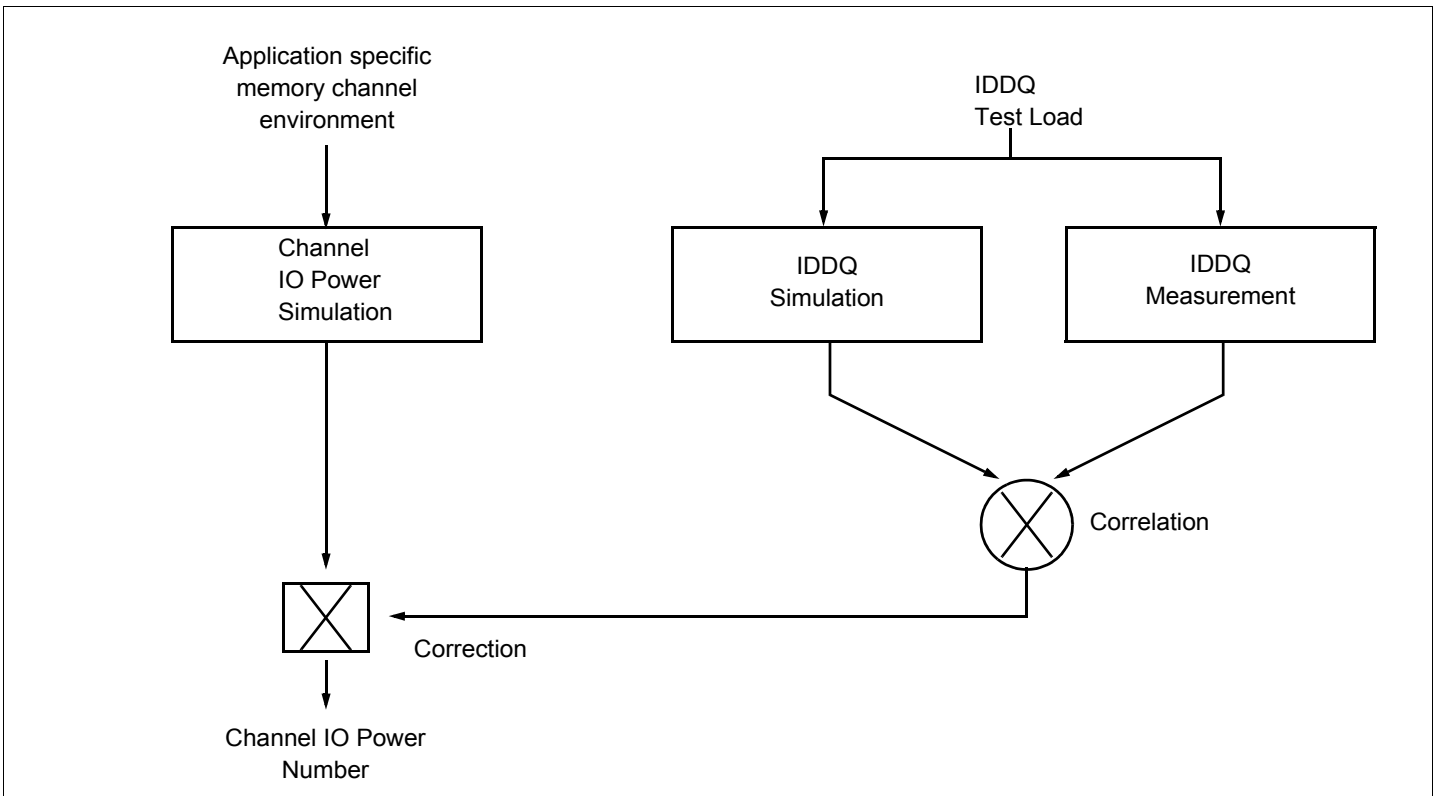 Application specific
memory channel
environment
IDDQ
Test Load
Channel
IO Power
Simulation
IDDQ
Simulation
IDDQ
Measurement
Correlation
Correction
Channel IO Power
Number